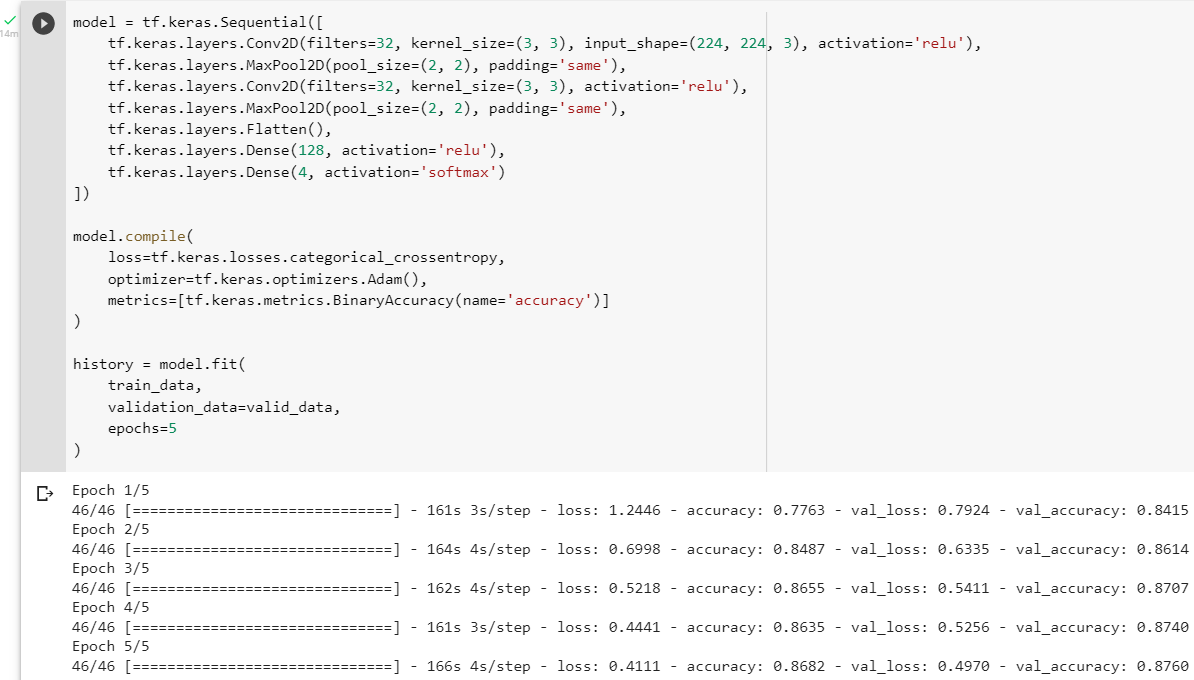 14m
model = tf.keras.Sequential([
    tf.keras.layers.Conv2D(filters=32, kernel_size=(3, 3), input_shape=(224, 224, 3), activation='relu'),
    tf.keras.layers.MaxPool2D(pool_size=(2, 2), padding='same'),
    tf.keras.layers.Conv2D(filters=32, kernel_size=(3, 3), activation='relu'),
    tf.keras.layers.MaxPool2D(pool_size=(2, 2), padding='same'),
    tf.keras.layers.Flatten(),
    tf.keras.layers.Dense(128, activation='relu'),
    tf.keras.layers.Dense(4, activation='softmax')
])
model.compile(
    loss=tf.keras.losses.categorical_crossentropy,
    optimizer=tf.keras.optimizers.Adam(),
    metrics=[tf.keras.metrics.BinaryAccuracy(name='accuracy')]
)
history = model.fit(
    train_data,
    validation_data=valid_data,
    epochs=5
)
Epoch 1/5
46/46 [==============================] - 161s 3s/step - loss: 1.2446 - accuracy: 0.7763 - val_loss: 0.7924 - val_accuracy: 0.8415
Epoch 2/5
46/46 [==============================] - 164s 4s/step - loss: 0.6998 - accuracy: 0.8487 - val_loss: 0.6335 - val_accuracy: 0.8614
Epoch 3/5
46/46 [==============================] - 162s 4s/step - loss: 0.5218 - accuracy: 0.8655 - val_loss: 0.5411 - val_accuracy: 0.8707
Epoch 4/5
46/46 [==============================] - 161s 3s/step - loss: 0.4441 - accuracy: 0.8635 - val_loss: 0.5256 - val_accuracy: 0.8740
Epoch 5/5
46/46 [==============================] - 166s 4s/step - loss: 0.4111 - accuracy: 0.8682 - val_loss: 0.4970 - val_accuracy: 0.8760